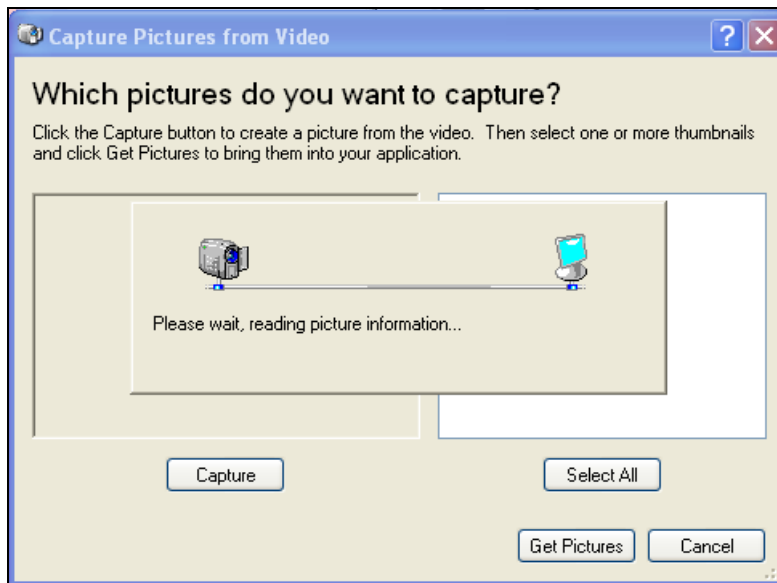 Capture Pictures from Video
?
Which pictures do you want to capture?
Click the Capture button to create a picture from the video. Then select one or more thumbnails
and click Get Pictures to bring them into your application.
Please wait, reading picture information...
Capture
Select All
Get Pictures
Cancel